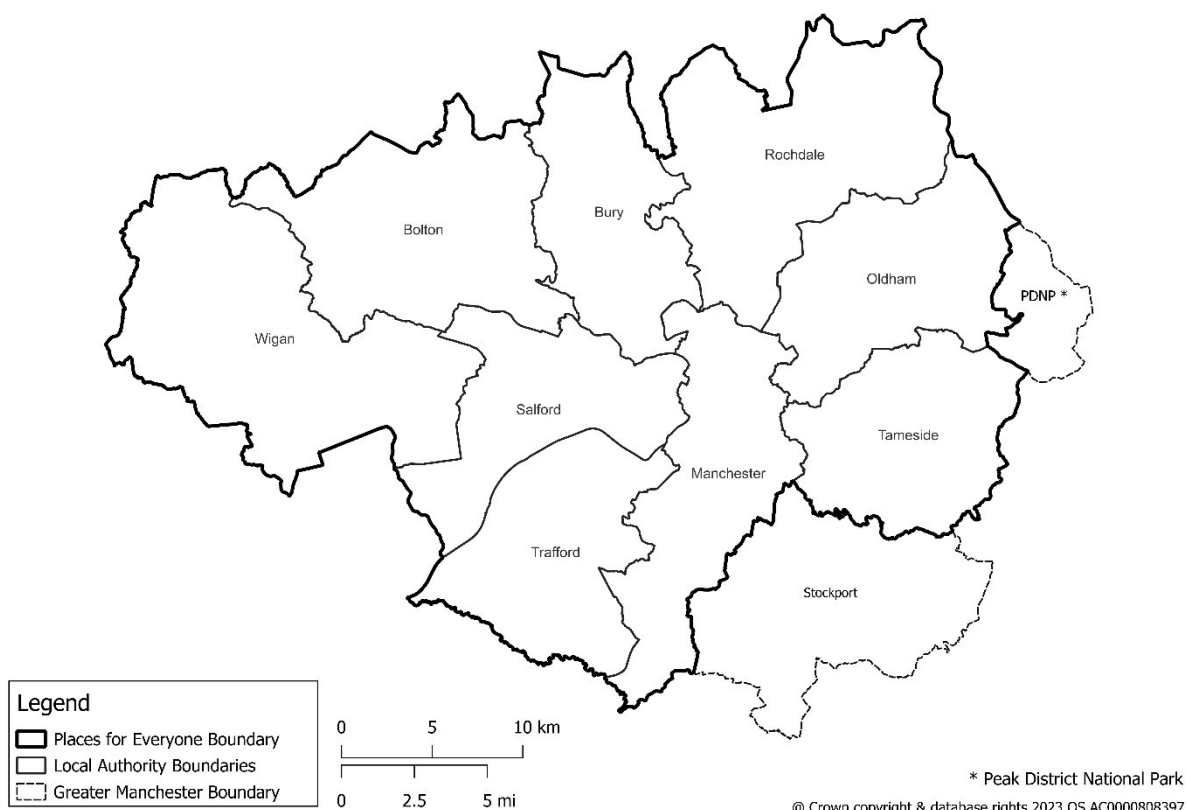 Rochdale
Bury
Bolton
Oldham
PDNP *
Wigan
Salford
Tameside
Manchester
Trafford
Stockport
Legend
Places for Everyone Boundary
Local Authority Boundaries
Greater Manchester Boundary
0 5 10 km
0 2.5 5 mi
* Peak District National Park
@ Crown copyright & database rights 2023 OS AC0000808397